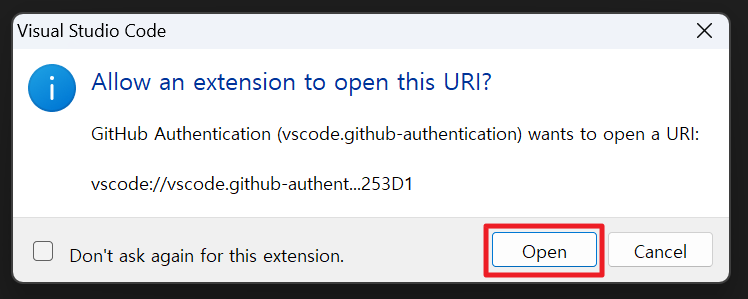 Visual Studio Code
Allow an extension to open this URI?
GitHub Authentication (vscode.github-authentication) wants to open a URI:
vscode://vscode.github-authent...253D1
Don't ask again for this extension.
Open
Cancel